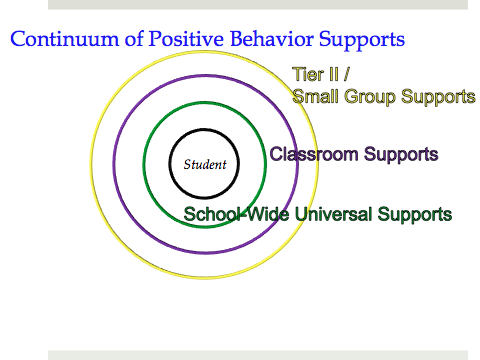 Continuum of Positive Behavior Supports
Tier II /
Small Group Supports
Classroom Supports
Student
School-Wide Universal Supports